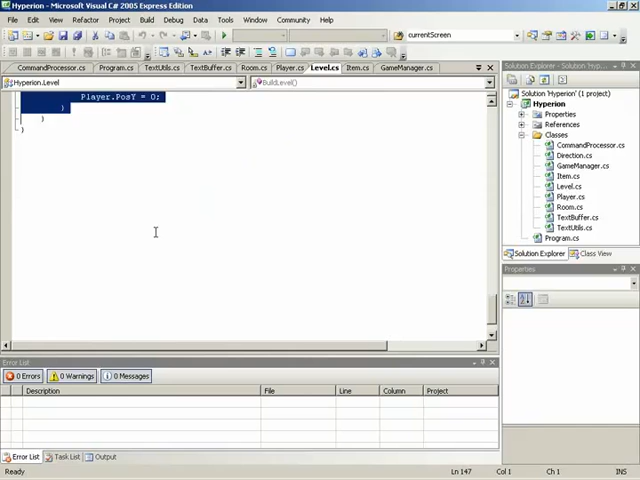 Hyperion - Microsoft Visual C# 2005 Express Edition
File Edit View Refactor Project Build Debug Data Tools Window Community Help
currentScreen
CommandProcessor.cs Program.cs TextUtils.cs TextBuffer.cs Room.cs Player.cs Level.cs Item.cs GameManager.cs
Hyperion.Level BuildLevel()
Player.PosY = 0;
}
}
}
Solution Explorer - Solution 'Hyp...
Solution 'Hyperion' (1 project)
Hyperion
Properties
References
Classes
CommandProcessor.cs
Direction.cs
GameManager.cs
Item.cs
Level.cs
Player.cs
Room.cs
TextBuffer.cs
TextUtils.cs
Program.cs
Solution Explorer Class View
Properties
Error List
0 Errors 0 Warnings 0 Messages
Description File Line Column Project
Error List Task List Output
Ready Ln 147 Col 1 Ch 1 INS